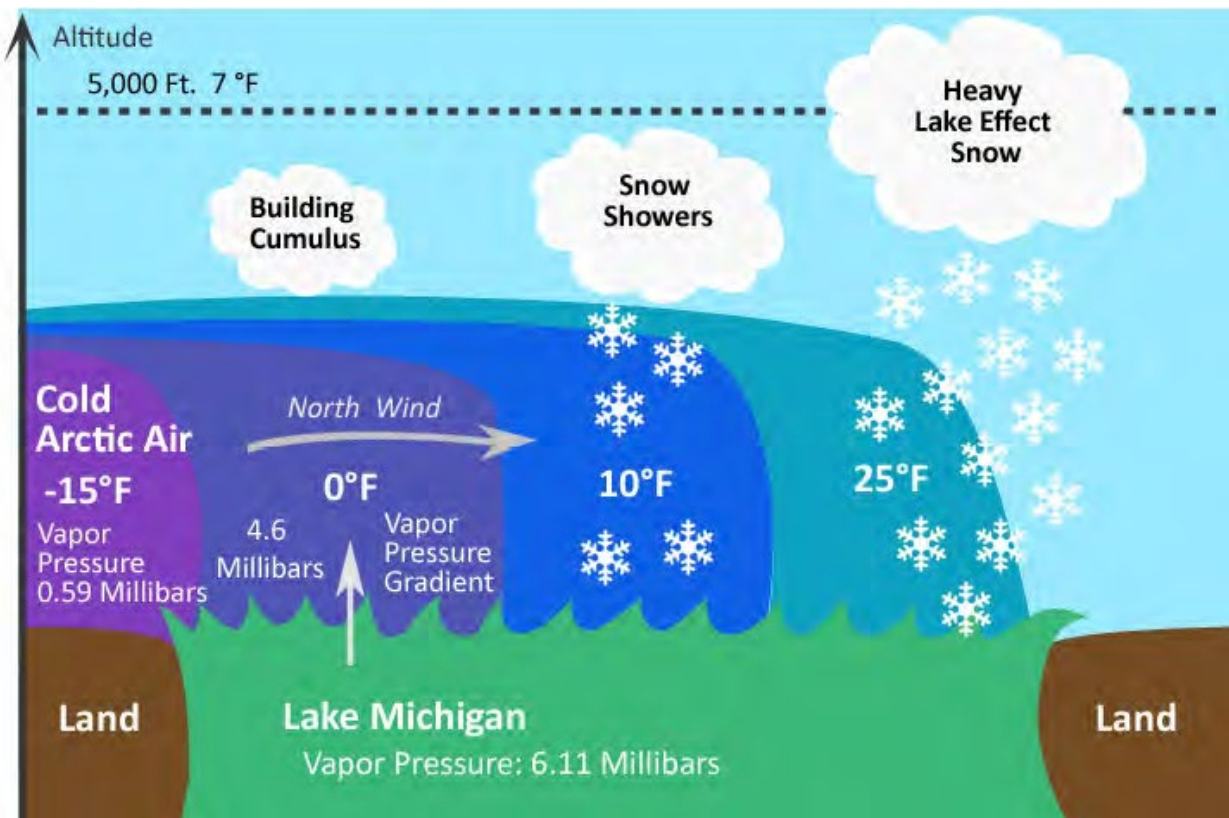 Altitude
5,000 Ft. 7 °F
Heavy
Lake Effect
Snow
Snow
Showers
Building
Cumulus
Cold
Arctic Air
-15°F
Vapor
Pressure
0.59 Millibars
North Wind
0°F
4.6
Millibars
Vapor
Pressure
Gradient
10°F
25°F
Land
Lake Michigan
Vapor Pressure: 6.11 Millibars
Land